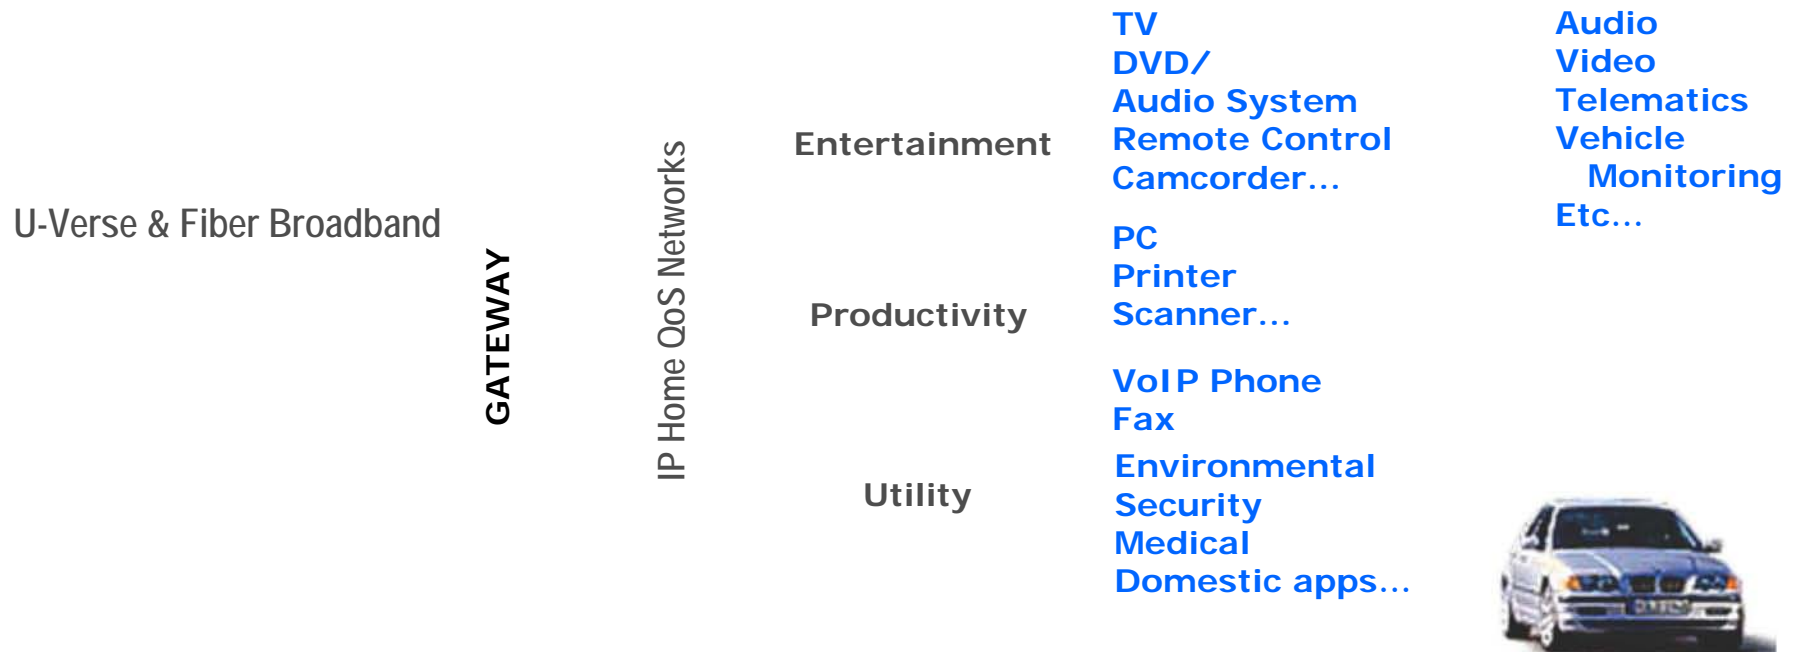 U-Verse & Fiber Broadband
GATEWAY
IP Home QoS Networks
Entertainment
TV
DVD/
Audio System
Remote Control
Camcorder...
Productivity
PC
Printer
Scanner...
Utility
VoIP Phone
Fax
Environmental
Security
Medical
Domestic apps...
Audio
Video
Telematics
Vehicle
Monitoring
Etc...